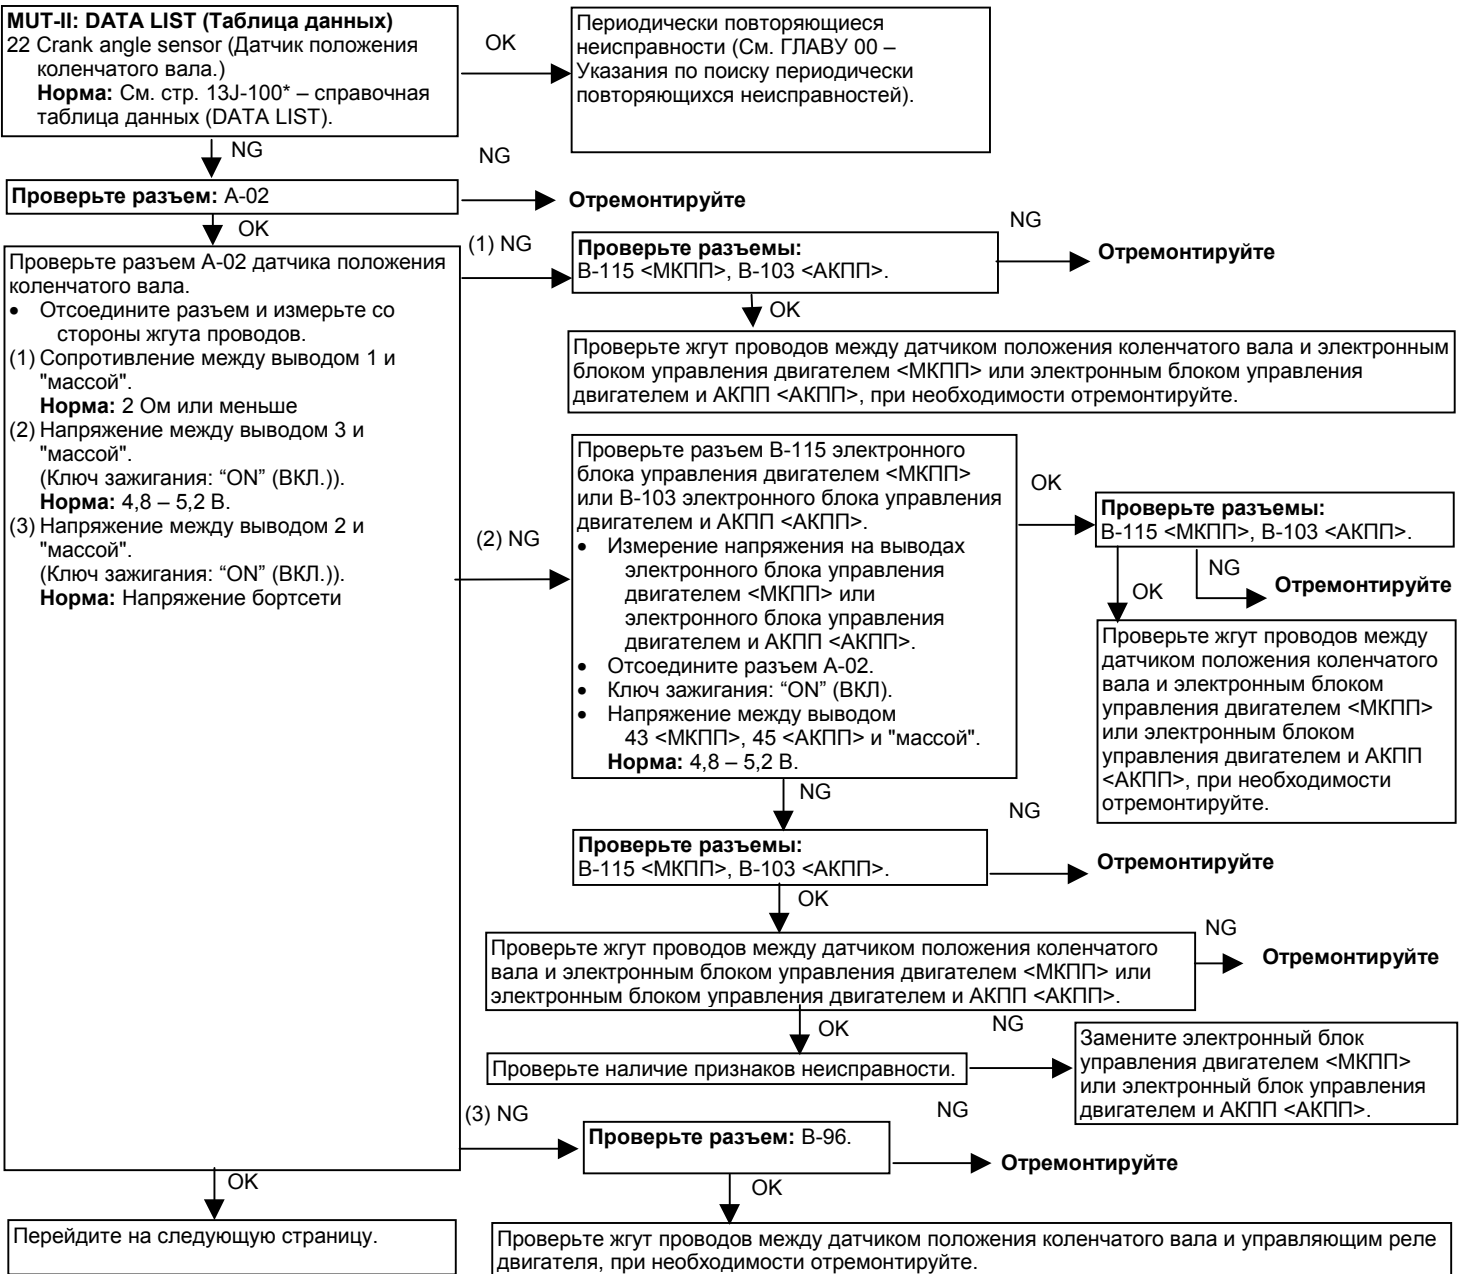 MUT-II: DATA LIST (Таблица данных)
22 Crank angle sensor (Датчик положения
коленчатого вала.)
Норма: См. стр. 13J-100* – справочная
таблица данных (DATA LIST).
OK
Периодически повторяющиеся
неисправности (См. ГЛАВУ 00 –
Указания по поиску периодически
повторяющихся неисправностей).
NG
Проверьте разъем: А-02
NG
Отремонтируйте
OK
Проверьте разъем А-02 датчика положения
коленчатого вала.
• Отсоедините разъем и измерьте со
стороны жгута проводов.
(1) Сопротивление между выводом 1 и
"массой".
Норма: 2 Ом или меньше
(2) Напряжение между выводом 3 и
"массой".
(Ключ зажигания: “ON” (ВКЛ.)).
Норма: 4,8 – 5,2 В.
(3) Напряжение между выводом 2 и
"массой".
(Ключ зажигания: “ON” (ВКЛ.)).
Норма: Напряжение бортсети
(1) NG
Проверьте разъемы:
В-115 <МКПП>, В-103 <АКПП>.
NG
Отремонтируйте
OK
Проверьте жгут проводов между датчиком положения коленчатого вала и электронным
блоком управления двигателем <МКПП> или электронным блоком управления
двигателем и АКПП <АКПП>, при необходимости отремонтируйте.
(2) NG
Проверьте разъем В-115 электронного
блока управления двигателем <МКПП>
или В-103 электронного блока управления
двигателем и АКПП <АКПП>.
• Измерение напряжения на выводах
электронного блока управления
двигателем <МКПП> или
электронного блока управления
двигателем и АКПП <АКПП>.
• Отсоедините разъем А-02.
• Ключ зажигания: “ON” (ВКЛ).
• Напряжение между выводом
43 <МКПП>, 45 <АКПП> и "массой".
Норма: 4,8 – 5,2 В.
OK
Проверьте разъемы:
В-115 <МКПП>, В-103 <АКПП>.
NG
Отремонтируйте
OK
Проверьте жгут проводов между
датчиком положения коленчатого
вала и электронным блоком
управления двигателем <МКПП>
или электронным блоком
управления двигателем и АКПП
<АКПП>, при необходимости
отремонтируйте.
NG
Проверьте разъемы:
В-115 <МКПП>, В-103 <АКПП>.
NG
Отремонтируйте
OK
Проверьте жгут проводов между датчиком положения коленчатого
вала и электронным блоком управления двигателем <МКПП> или
электронным блоком управления двигателем и АКПП <АКПП>.
NG
Отремонтируйте
OK
Проверьте наличие признаков неисправности.
NG
Замените электронный блок
управления двигателем <МКПП>
или электронный блок управления
двигателем и АКПП <АКПП>.
(3) NG
Проверьте разъем: В-96.
NG
Отремонтируйте
OK
Проверьте жгут проводов между датчиком положения коленчатого вала и управляющим реле
двигателя, при необходимости отремонтируйте.
OK
Перейдите на следующую страницу.